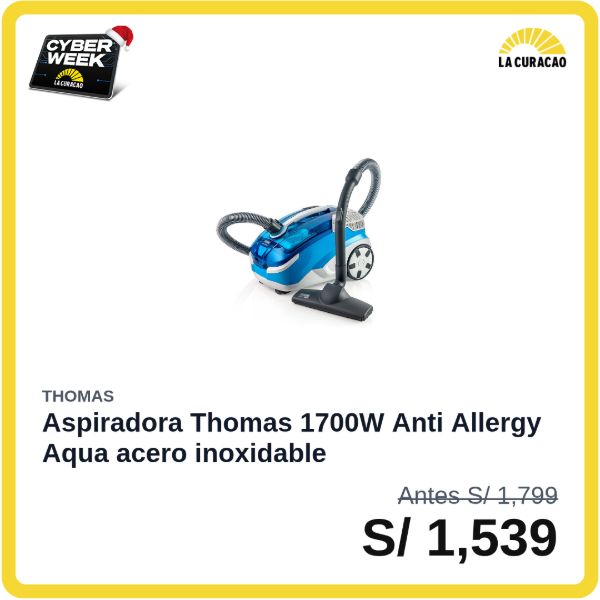 CYBER
WEEK
LA CURACAO
LA CURACAO
THOMAS
Aspiradora Thomas 1700W Anti Allergy
Aqua acero inoxidable
Antes S/ 1,799
S/ 1,539